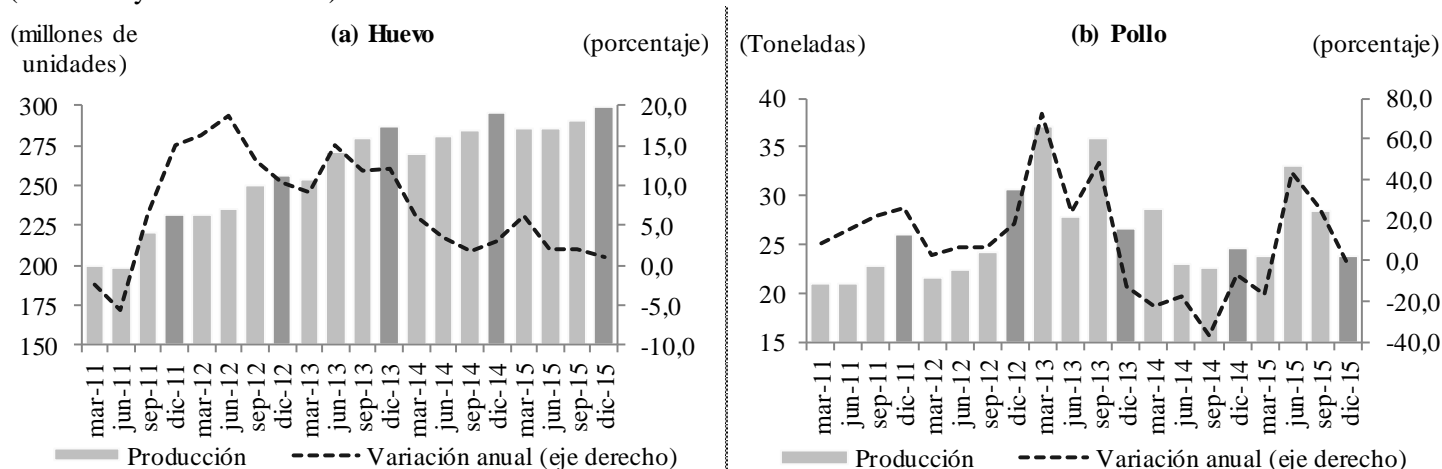 (millones de
unidades)
(a) Huevo
(porcentaje)
300
275
250
225
200
175
150
20,0
15,0
10,0
5,0
0,0
-5,0
-10,0
mar-11
jun-11
sep-11
dic-11
mar-12
jun-12
sep-12
dic-12
mar-13
jun-13
sep-13
dic-13
mar-14
jun-14
sep-14
dic-14
mar-15
jun-15
sep-15
dic-15
Producción
Variación anual (eje derecho)
(Toneladas)
(b) Pollo
(porcentaje)
40
35
30
25
20
15
80,0
60,0
40,0
20,0
0,0
-20,0
-40,0
mar-11
jun-11
sep-11
dic-11
mar-12
jun-12
sep-12
dic-12
mar-13
jun-13
sep-13
dic-13
mar-14
jun-14
sep-14
dic-14
mar-15
jun-15
sep-15
dic-15
Producción
Variación anual (eje derecho)